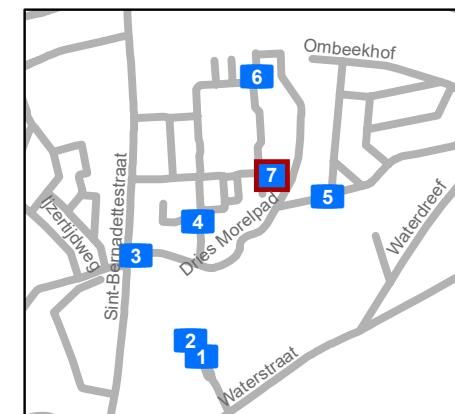 Ombeekhof
6
7
5
Ijzertijdweg
Sint-Bernadettestraat
4
Dries Morelpad
Waterdreef
3
2
1
Waterstraat